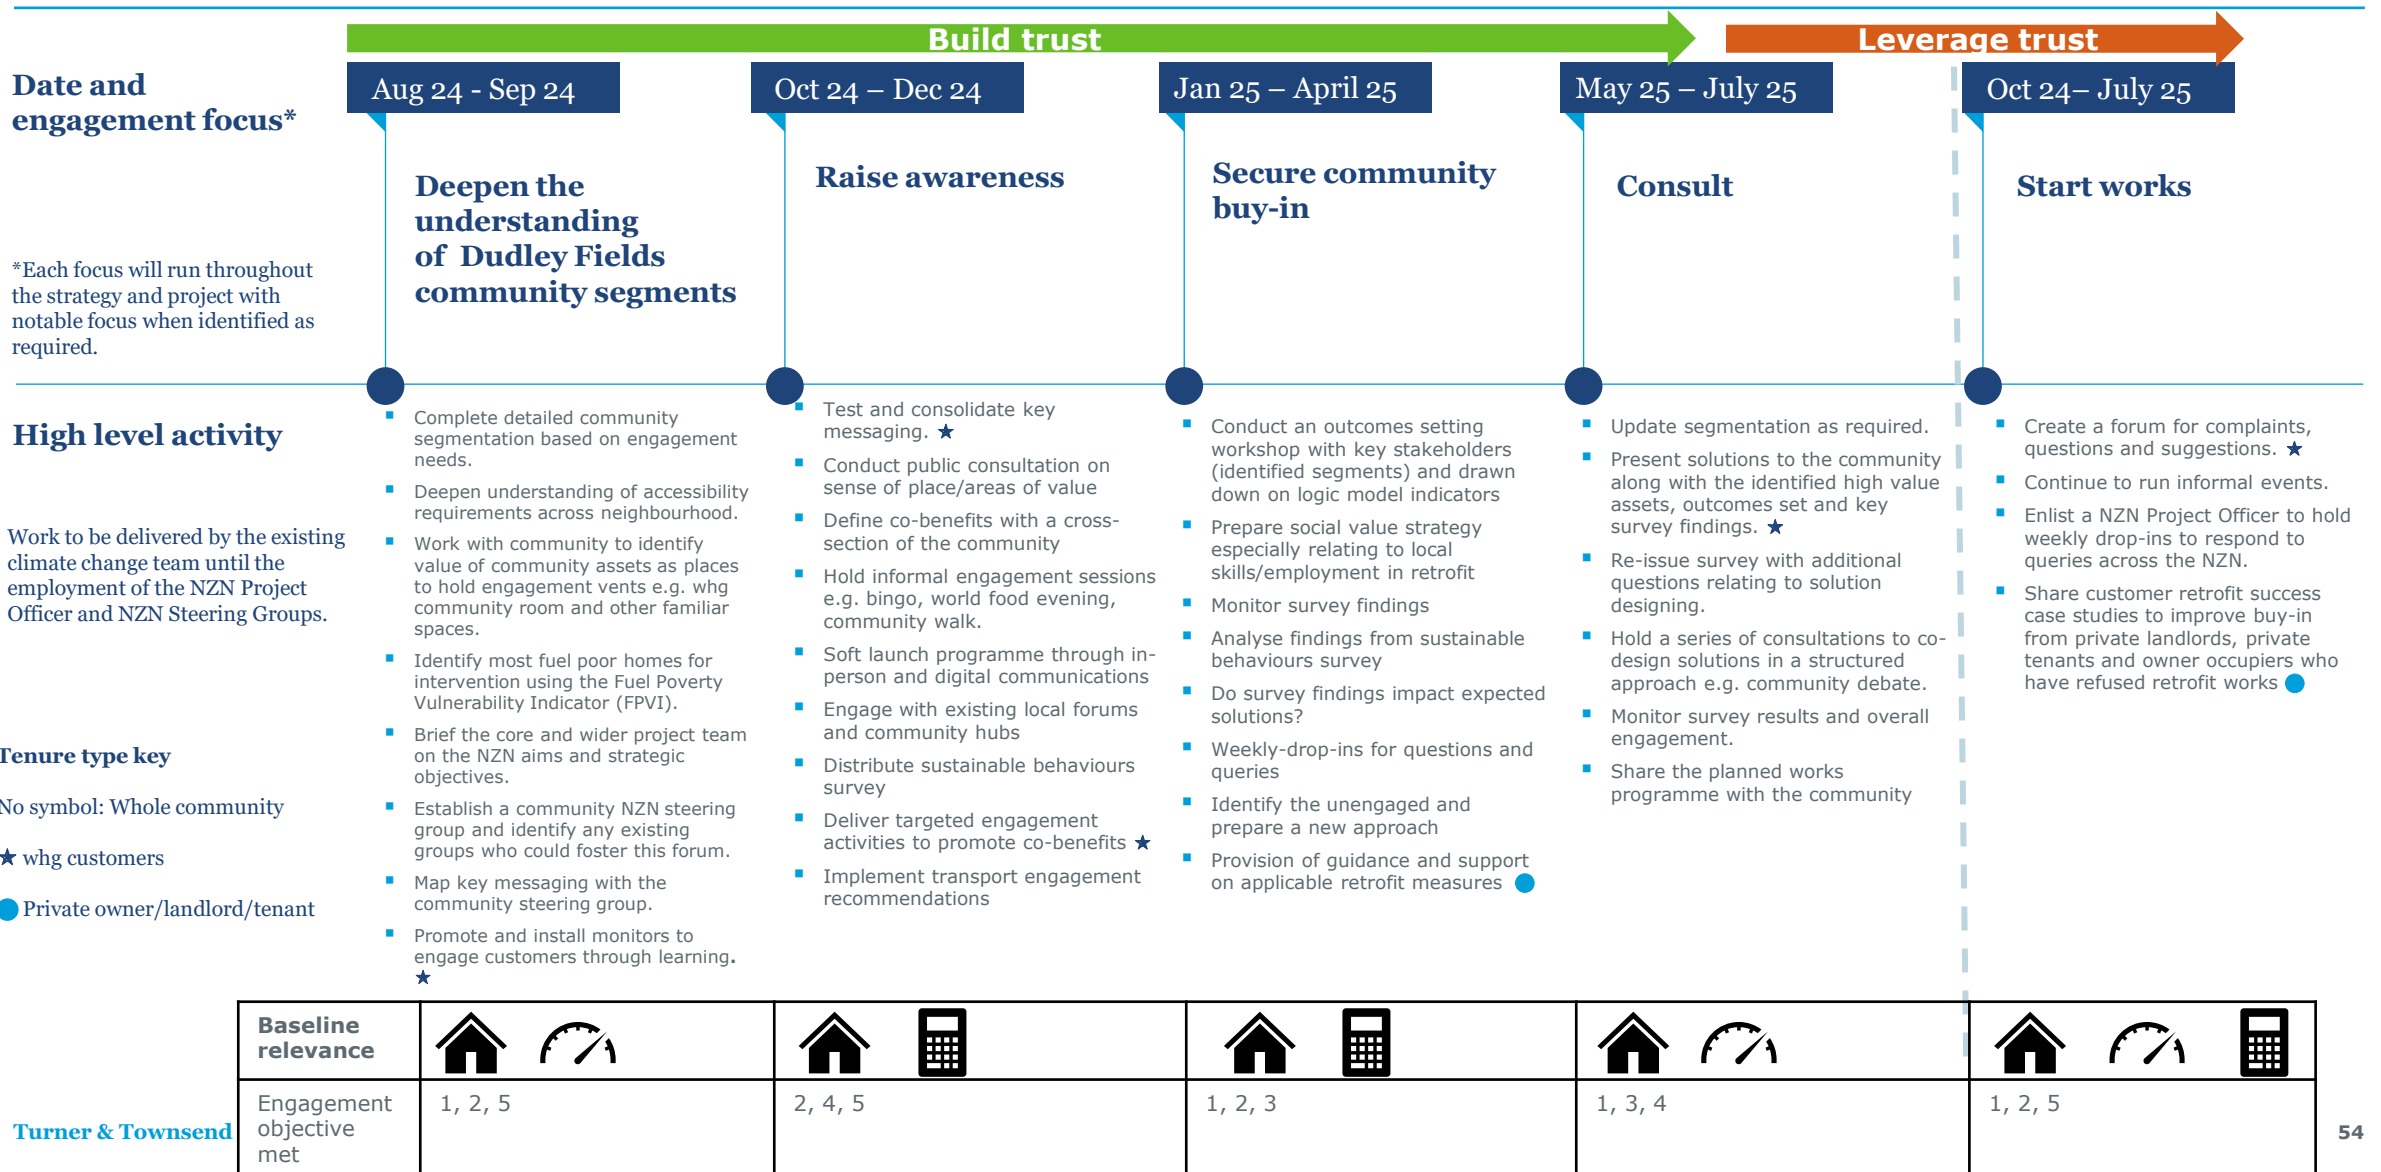 Build trust
Leverage trust
Date and
engagement focus*
Aug 24 - Sep 24
Oct 24 – Dec 24
Jan 25 – April 25
May 25 – July 25
Oct 24– July 25
Deepen the
understanding
of Dudley Fields
community segments
Raise awareness
Secure community
buy-in
Consult
Start works
*Each focus will run throughout
the strategy and project with
notable focus when identified as
required.
High level activity
Work to be delivered by the existing
climate change team until the
employment of the NZN Project
Officer and NZN Steering Groups.
Tenure type key
No symbol: Whole community
★ whg customers
● Private owner/landlord/tenant
▪ Complete detailed community
segmentation based on engagement
needs.
▪ Deepen understanding of accessibility
requirements across neighbourhood.
▪ Work with community to identify
value of community assets as places
to hold engagement vents e.g. whg
community room and other familiar
spaces.
▪ Identify most fuel poor homes for
intervention using the Fuel Poverty
Vulnerability Indicator (FPVI).
▪ Brief the core and wider project team
on the NZN aims and strategic
objectives.
▪ Establish a community NZN steering
group and identify any existing
groups who could foster this forum.
▪ Map key messaging with the
community steering group.
▪ Promote and install monitors to
engage customers through learning.
★
▪ Test and consolidate key
messaging. ★
▪ Conduct public consultation on
sense of place/areas of value
▪ Define co-benefits with a cross-
section of the community
▪ Hold informal engagement sessions
e.g. bingo, world food evening,
community walk.
▪ Soft launch programme through in-
person and digital communications
▪ Engage with existing local forums
and community hubs
▪ Distribute sustainable behaviours
survey
▪ Deliver targeted engagement
activities to promote co-benefits ★
▪ Implement transport engagement
recommendations
▪ Conduct an outcomes setting
workshop with key stakeholders
(identified segments) and drawn
down on logic model indicators
▪ Prepare social value strategy
especially relating to local
skills/employment in retrofit
▪ Monitor survey findings
▪ Analyse findings from sustainable
behaviours survey
▪ Do survey findings impact expected
solutions?
▪ Weekly-drop-ins for questions and
queries
▪ Identify the unengaged and
prepare a new approach
▪ Provision of guidance and support
on applicable retrofit measures ●
▪ Update segmentation as required.
▪ Present solutions to the community
along with the identified high value
assets, outcomes set and key
survey findings. ★
▪ Re-issue survey with additional
questions relating to solution
designing.
▪ Hold a series of consultations to co-
design solutions in a structured
approach e.g. community debate.
▪ Monitor survey results and overall
engagement.
▪ Share the planned works
programme with the community
▪ Create a forum for complaints,
questions and suggestions. ★
▪ Continue to run informal events.
▪ Enlist a NZN Project Officer to hold
weekly drop-ins to respond to
queries across the NZN.
▪ Share customer retrofit success
case studies to improve buy-in
from private landlords, private
tenants and owner occupiers who
have refused retrofit works ●
Baseline
relevance
Engagement
objective
met
1, 2, 5
2, 4, 5
1, 2, 3
1, 3, 4
1, 2, 5
Turner & Townsend
54